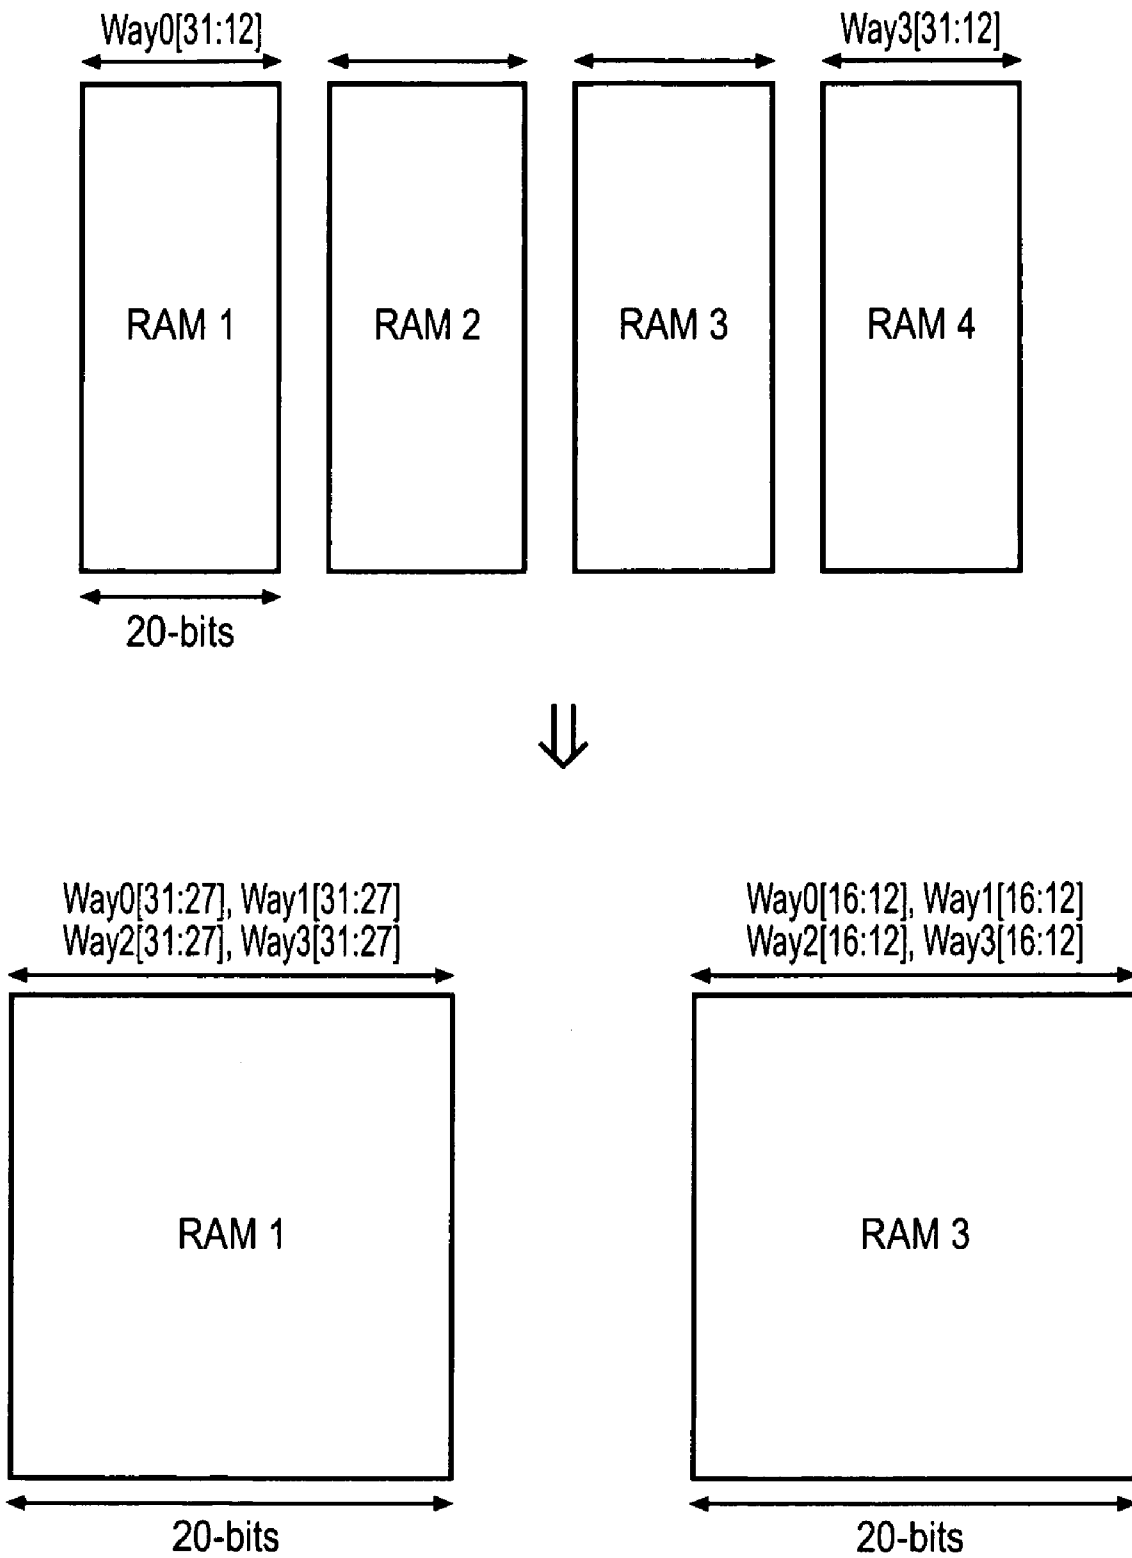 Way0[31:12]
Way3[31:12]
RAM 1
RAM 2
RAM 3
RAM 4
20-bits
Way0[31:27], Way1[31:27]
Way2[31:27], Way3[31:27]
Way0[16:12], Way1[16:12]
Way2[16:12], Way3[16:12]
RAM 1
RAM 3
20-bits
20-bits